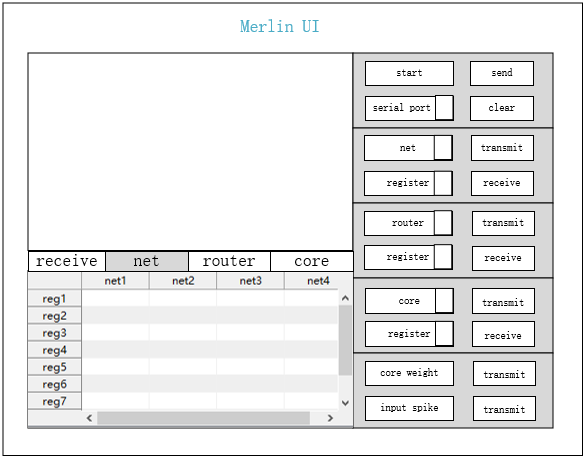 Merlin UI
start send
serial port clear
net transmit
register receive
router transmit
register receive
core transmit
register receive
core weight transmit
input spike transmit
receive net router core
net1 net2 net3 net4
reg1
reg2
reg3
reg4
reg5
reg6
reg7